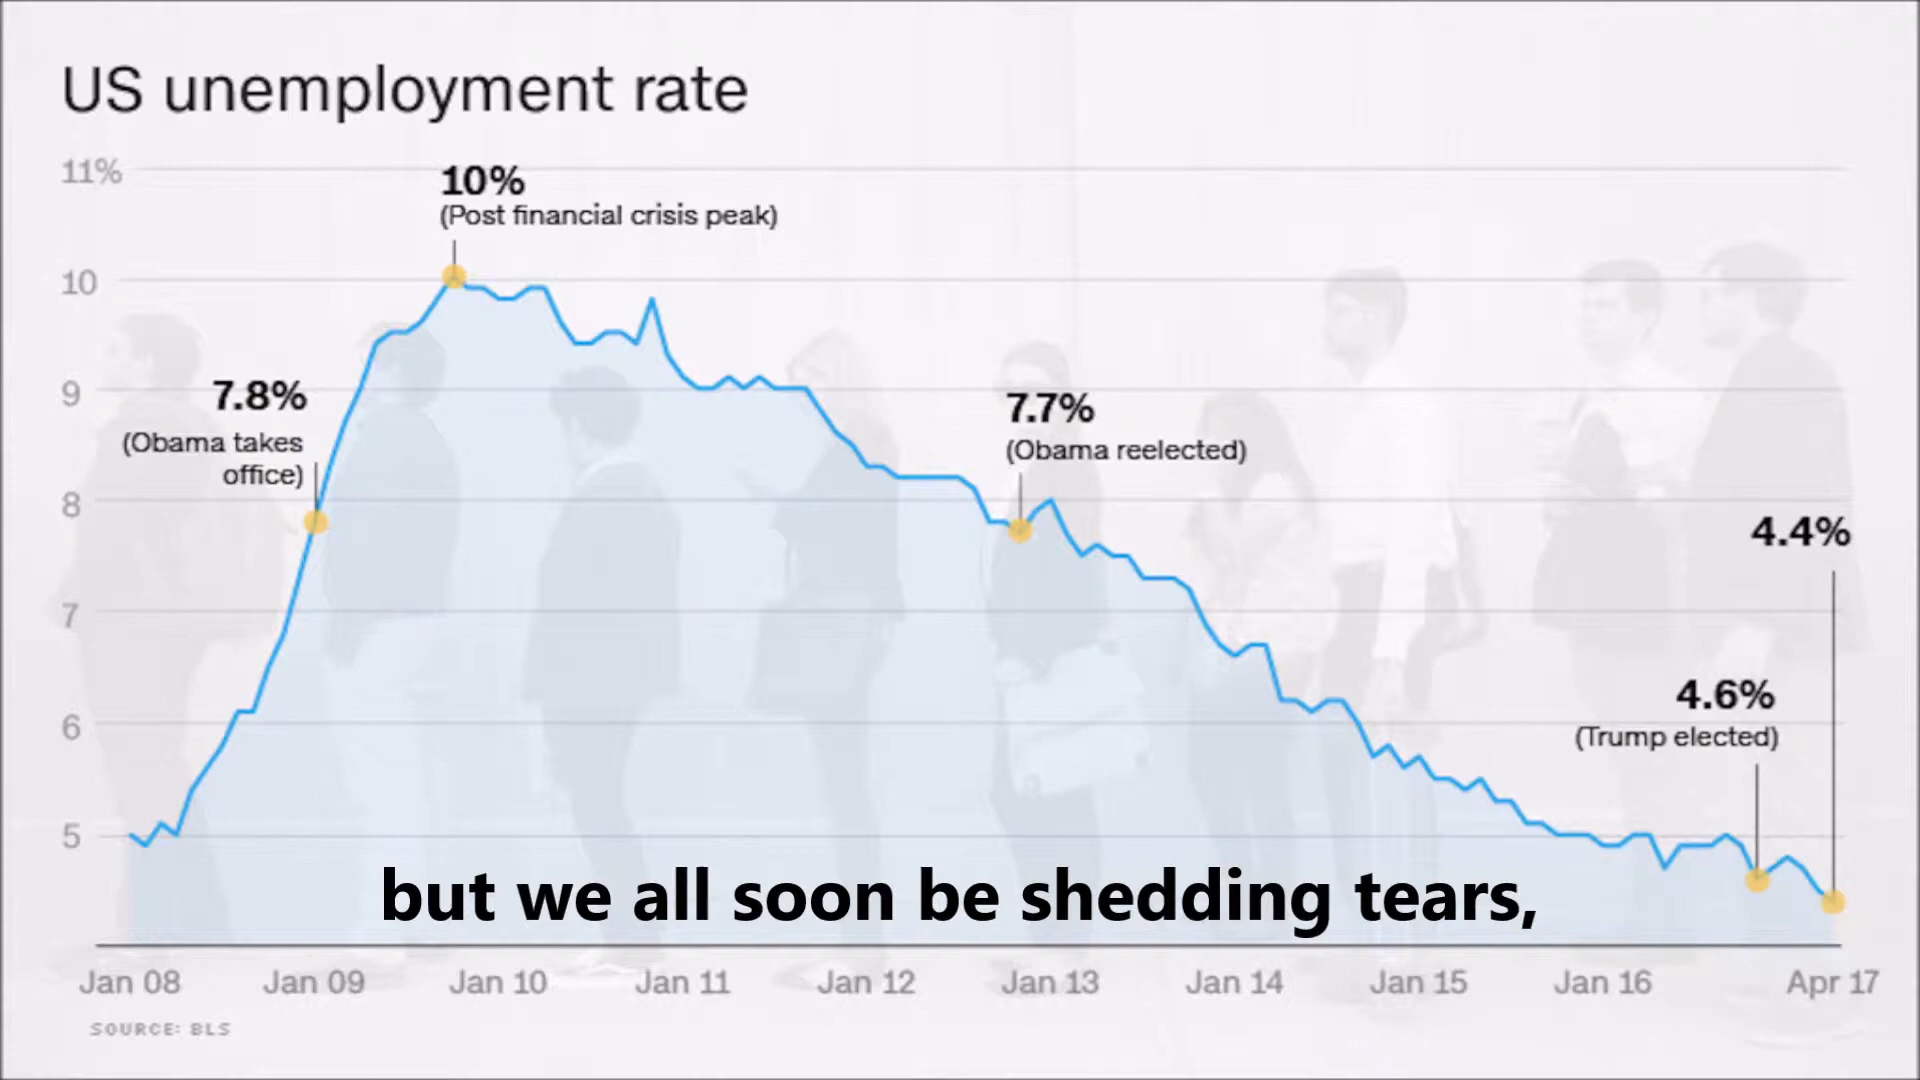 US unemployment rate
11%
10%
(Post financial crisis peak)
10
9
7.8%
(Obama takes
office)
7.7%
(Obama reelected)
8
4.4%
7
4.6%
(Trump elected)
6
5
but we all soon be shedding tears,
Jan 08 Jan 09 Jan 10 Jan 11 Jan 12 Jan 13 Jan 14 Jan 15 Jan 16 Apr 17
SOURCE: BLS